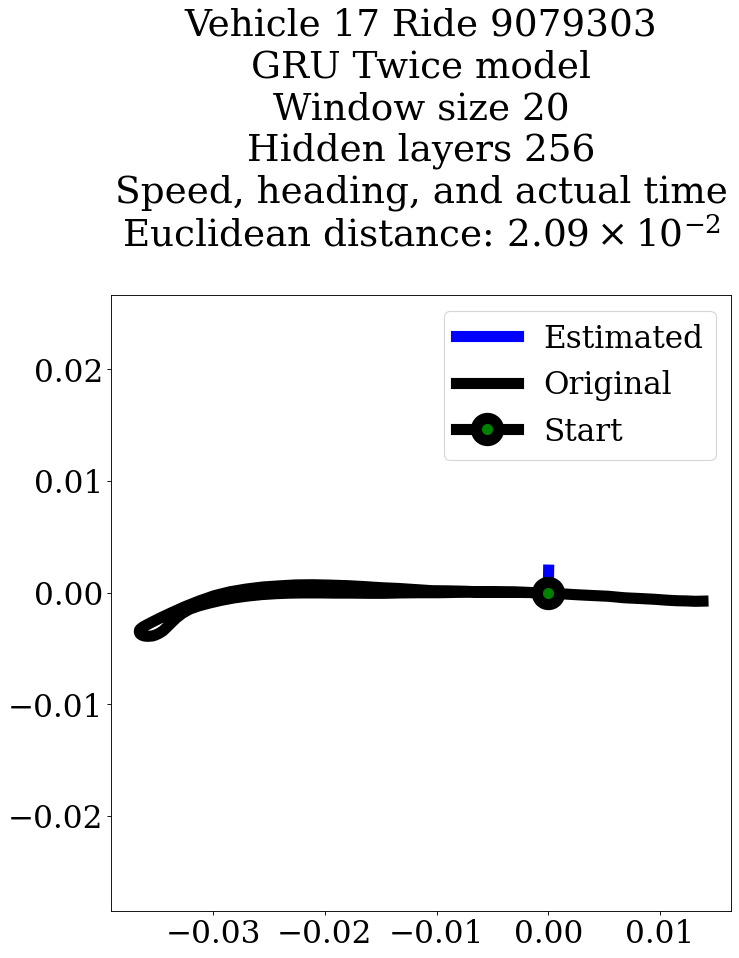 Vehicle 17 Ride 9079303
GRU Twice model
Window size 20
Hidden layers 256
Speed, heading, and actual time
Euclidean distance: 2.09 × 10⁻²
Estimated
Original
Start
0.02
0.01
0.00
−0.01
−0.02
−0.03 −0.02 −0.01 0.00 0.01